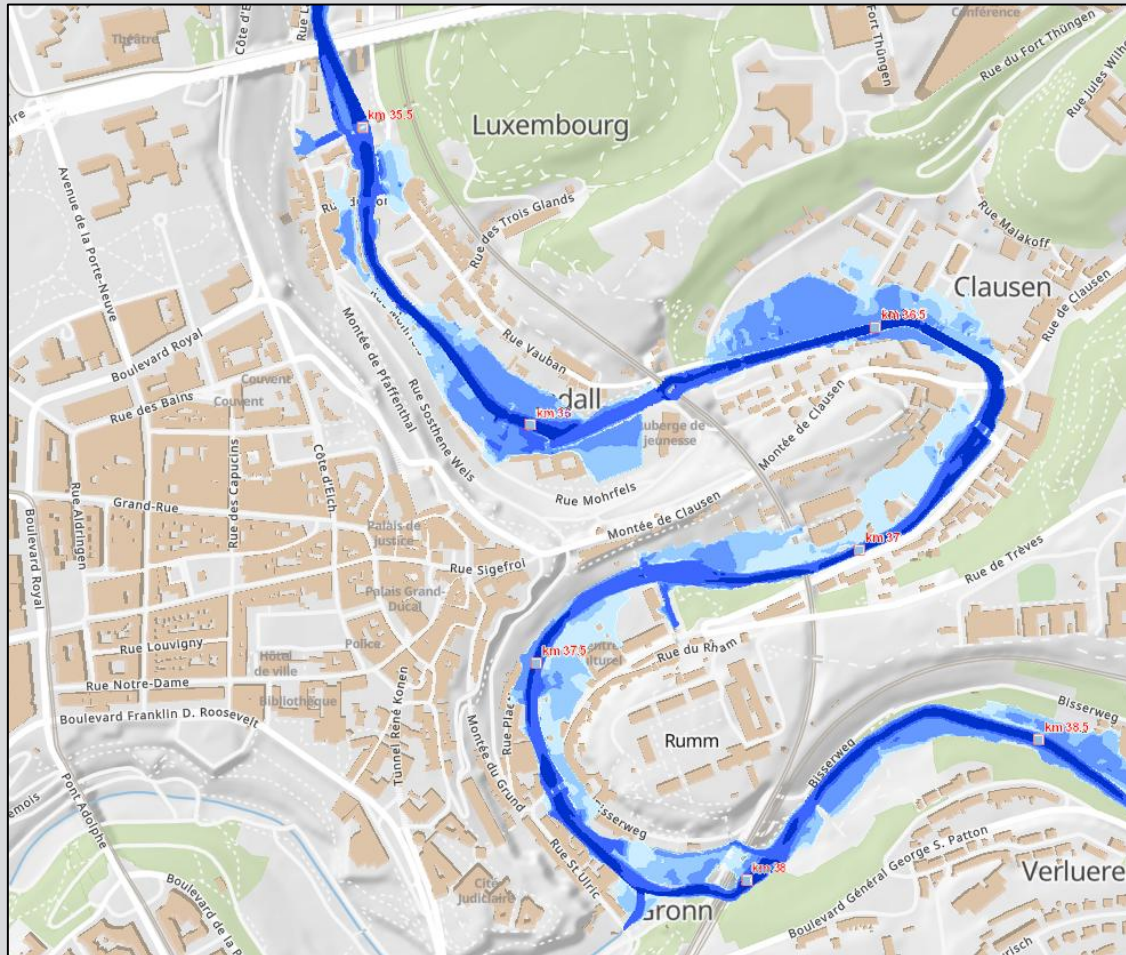 Conférence
Fort Thüngen
Rue du Fort Thüngen
Rue Jules Wilhe
Théâtre
Côte d'E
Rue L
aire
km 35.5
Luxembourg
Avenue de la Porte-Neuve
Rue des Trois Glands
Rue Malakoff
Clausen
Rue de Clausen
km 36.5
Boulevard Royal
Montée de Pfaffenthal
Rue Vauban
Couvent
Couvent
Rue des Bains
dall
km 36
Auberge de
jeunesse
Montée de Clausen
Rue Sosthène Weis
Côte d'Eich
Rue des Capucins
Rue Aldringen
Grand-Rue
Rue Mohrfels
Boulevard Royal
Palais de
justice
Montée de Clausen
km 37
Rue Sigefroi
Rue de Trèves
Palais Grand-
Ducal
Police
Rue Louvigny
Hôtel
de ville
km 37.5
Rue du Rham
Rue Notre-Dame
Bibliothèque
Boulevard Franklin D. Roosevelt
Tunnel René Konen
Montée du Grund
Rumm
Bisserweg
km 38.5
Bisserweg
Pont Adolphe
Bisserweg
Rue St Ulric
Cité
Judiciaire
km 38
Gronn
Boulevard Général George S. Patton
Verluere
Boulevard de la P